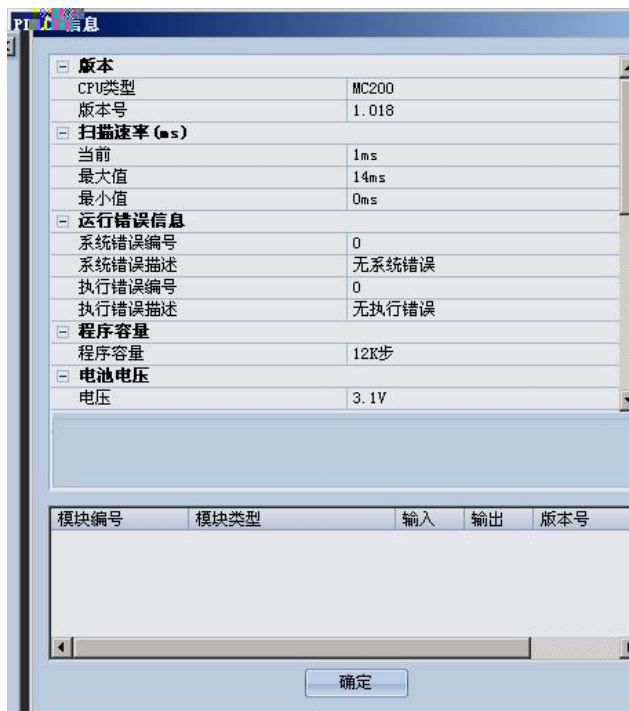 PLC信息
版本
CPU类型 MC200
版本号 1.018
扫描速率(ms)
当前 1ms
最大值 14ms
最小值 0ms
运行错误信息
系统错误编号 0
系统错误描述 无系统错误
执行错误编号 0
执行错误描述 无执行错误
程序容量
程序容量 12K步
电池电压
电压 3.1V
模块编号 模块类型 输入 输出 版本号
确定